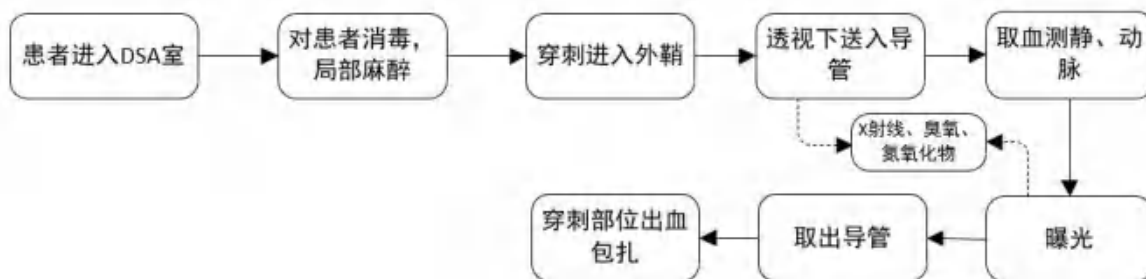 患者进入DSA室
对患者消毒,
局部麻醉
穿刺进入外鞘
透视下送入导
管
取血测静、动
脉
X射线、臭氧、
氮氧化物
曝光
取出导管
穿刺部位出血
包扎